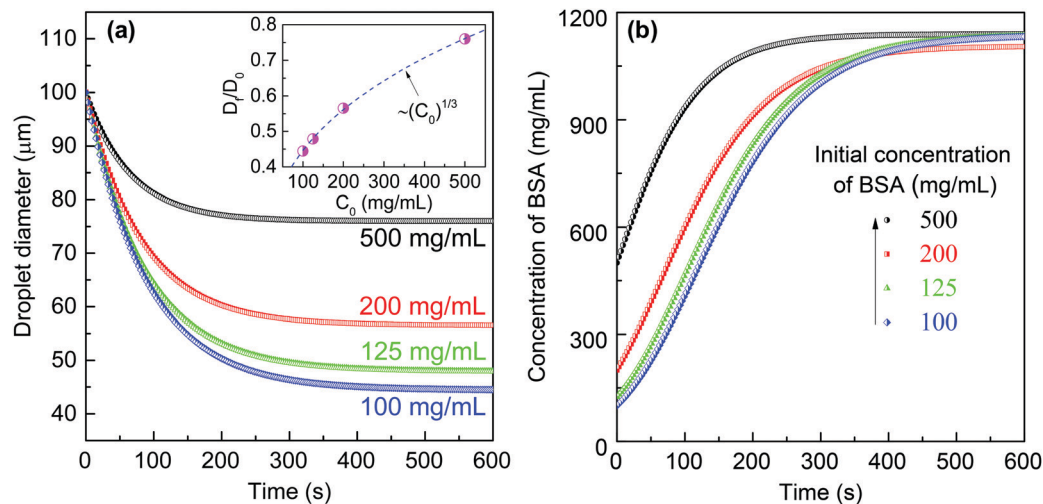 (a)
110
100
90
80
70
60
50
40
Droplet diameter (μm)
0
100
200
300
400
500
600
Time (s)
0.8
0.7
0.6
0.5
0.4
D_f/D_0
100
200
300
400
500
C_0 (mg/mL)
~(C_0)^{1/3}
500 mg/mL
200 mg/mL
125 mg/mL
100 mg/mL
(b)
1200
900
600
300
0
Concentration of BSA (mg/mL)
0
100
200
300
400
500
600
Time (s)
Initial concentration
of BSA (mg/mL)
500
200
125
100